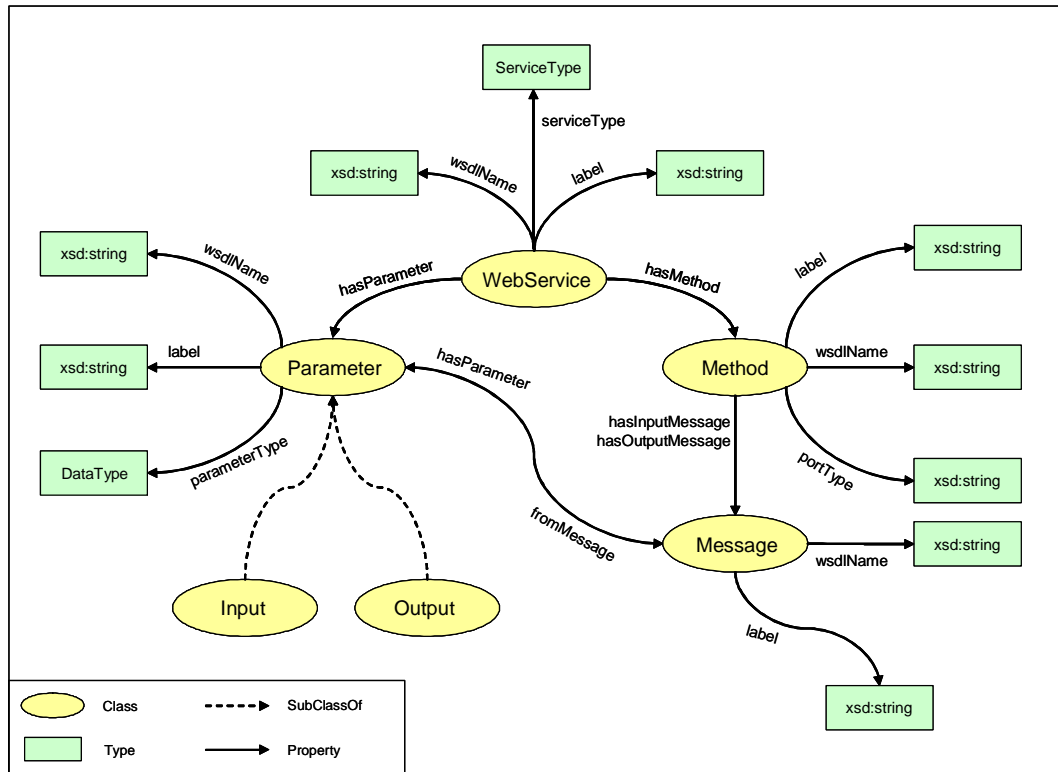 ServiceType
serviceType
xsd:string
wsdlName
label
xsd:string
xsd:string
wsdlName
hasParameter
WebService
hasMethod
label
xsd:string
xsd:string
label
Parameter
hasParameter
Method
wsdlName
xsd:string
hasInputMessage
hasOutputMessage
DataType
parameterType
portType
xsd:string
fromMessage
Message
wsdlName
xsd:string
Input
Output
label
xsd:string
Class
SubClassOf
Type
Property